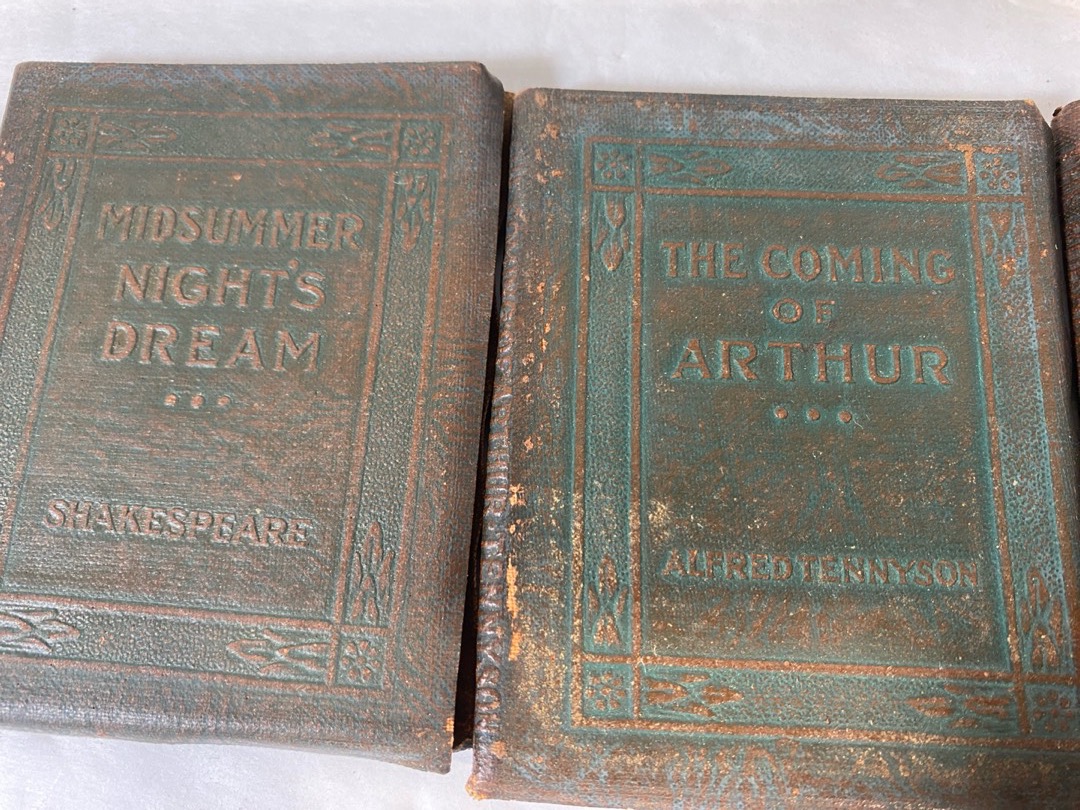 MIDSUMMER
NIGHT'S
DREAM
SHAKESPEARE
THE COMING
OF
ARTHUR
ALFRED TENNYSON